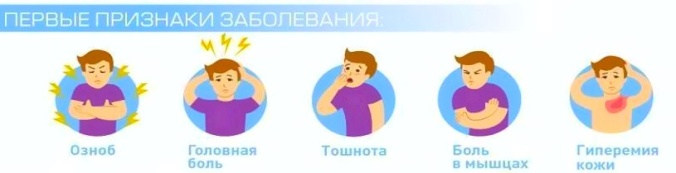 ПЕРВЫЕ ПРИЗНАКИ ЗАБОЛЕВАНИЯ:
Озноб
Головная
боль
Тошнота
Боль
в мышцах
Гиперемия
кожи